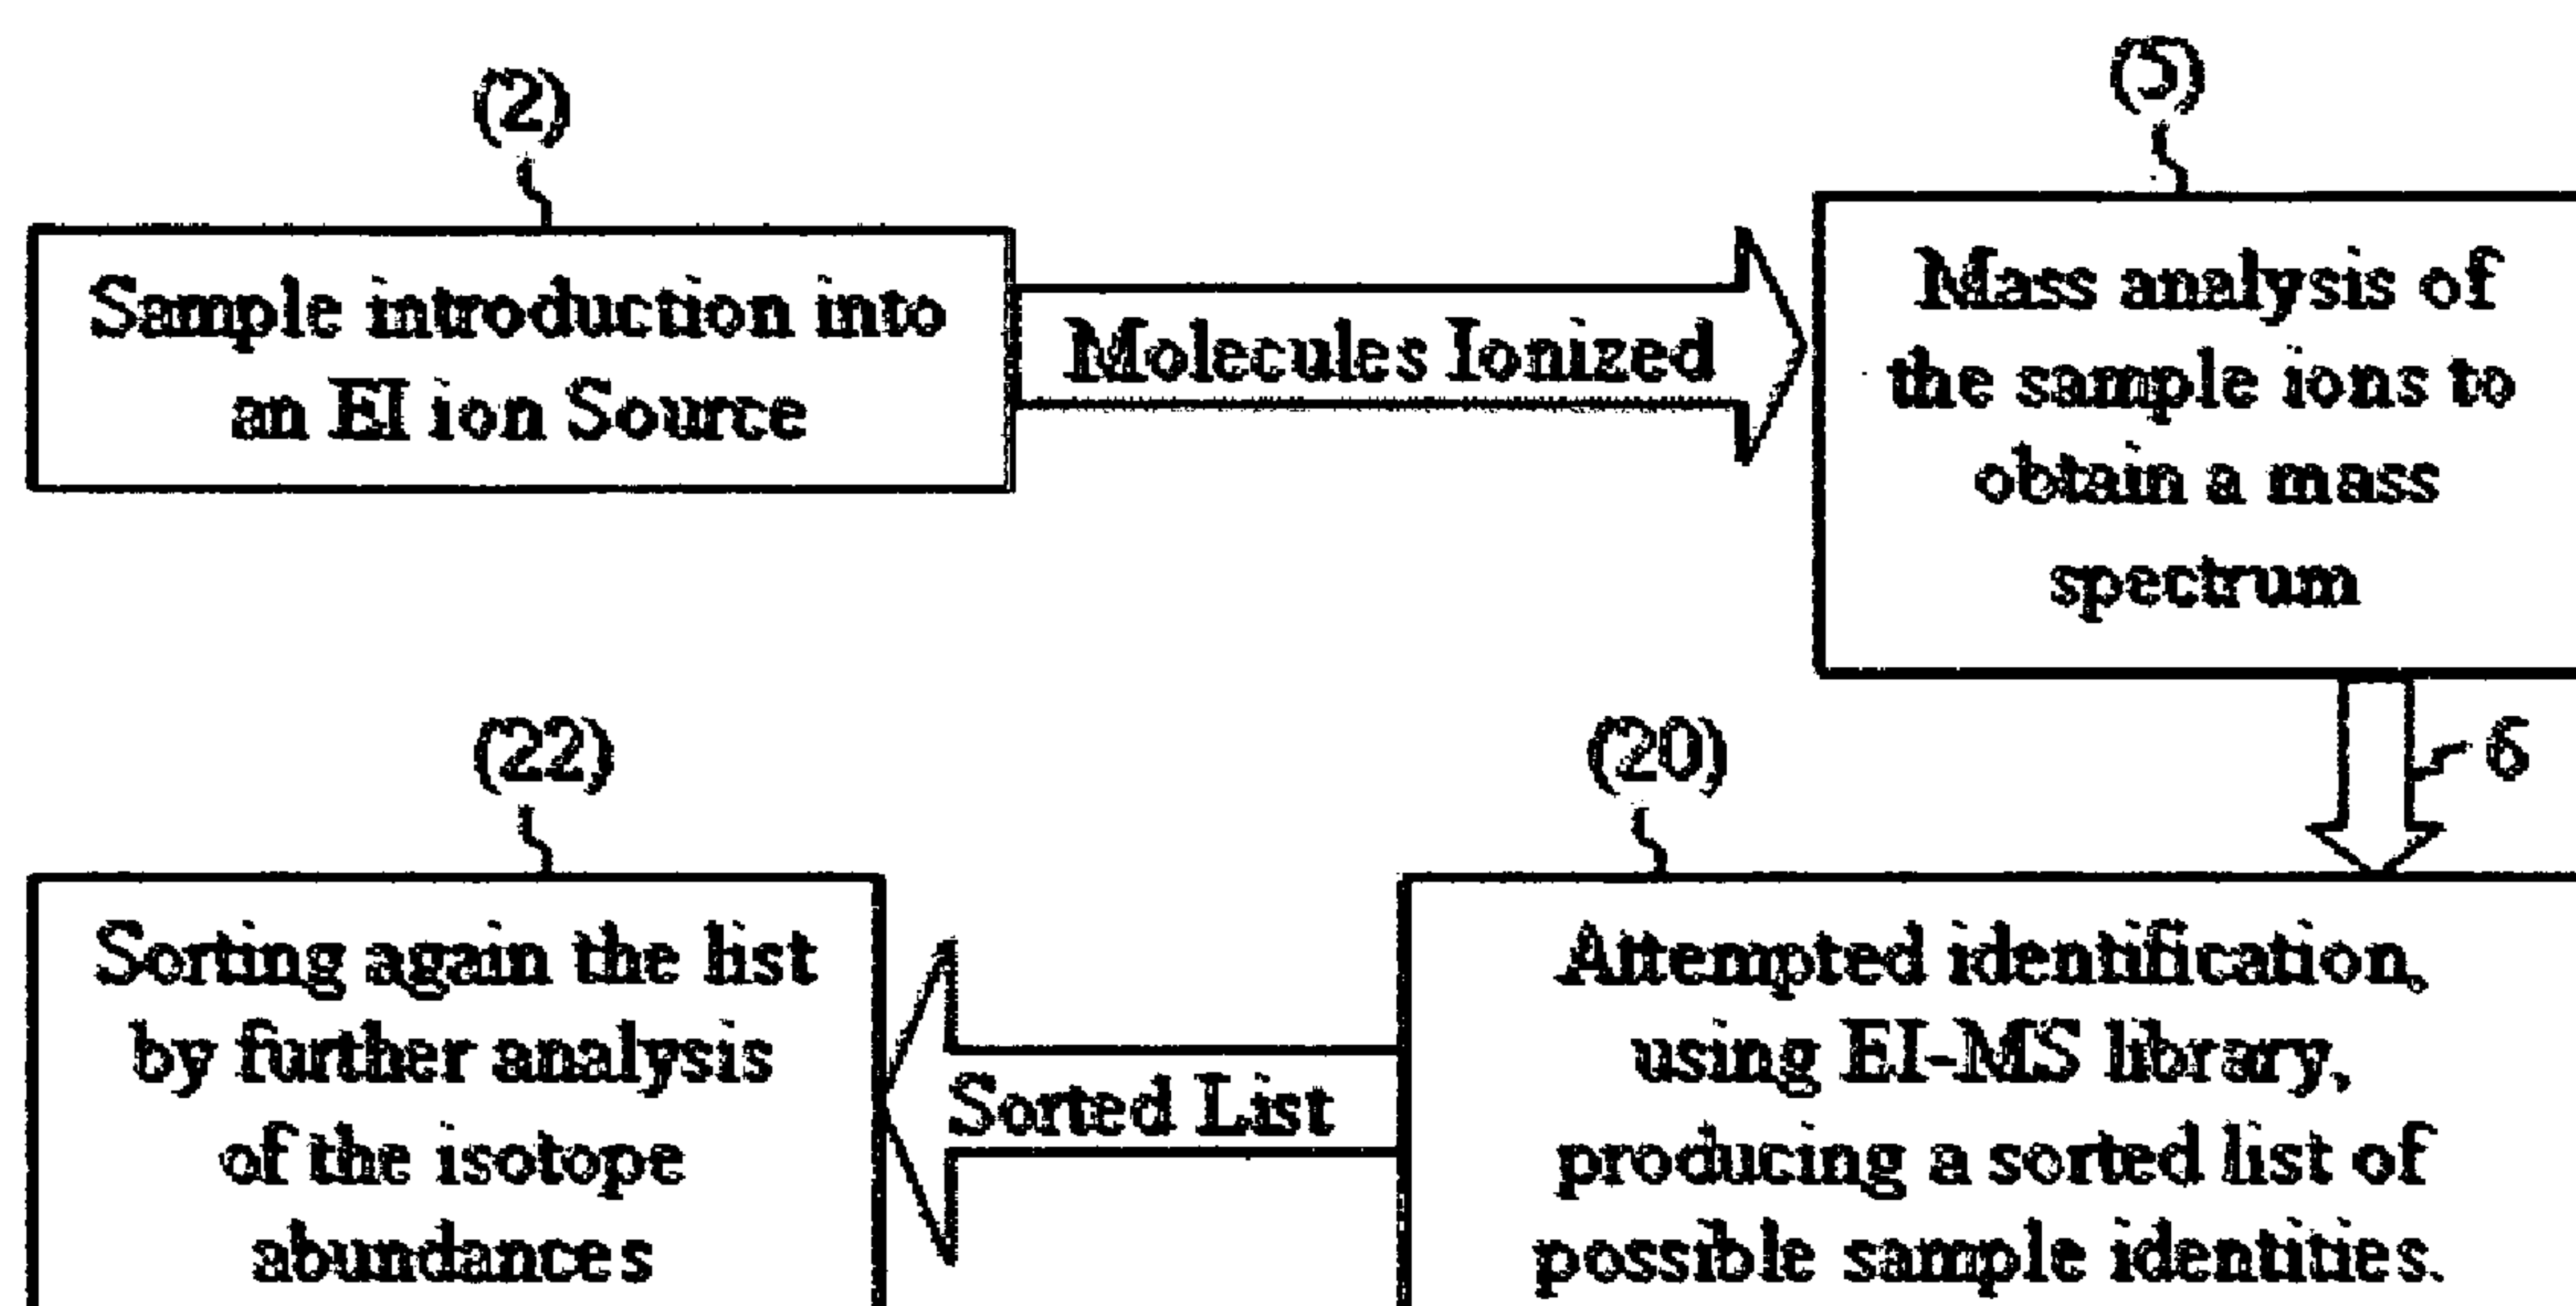 (2)
Sample introduction into
an EI ion Source
Molecules Ionized
(5)
Mass analysis of
the sample ions to
obtain a mass
spectrum
6
(20)
Attempted identification,
using EI-MS library,
producing a sorted list of
possible sample identities.
Sorted List
(22)
Sorting again the list
by further analysis
of the isotope
abundances